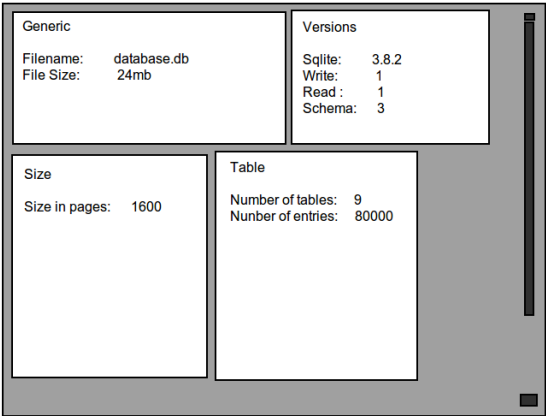 Generic
Filename: database.db
File Size: 24mb
Versions
Sqlite: 3.8.2
Write: 1
Read : 1
Schema: 3
Size
Size in pages: 1600
Table
Number of tables: 9
Nunber of entries: 80000